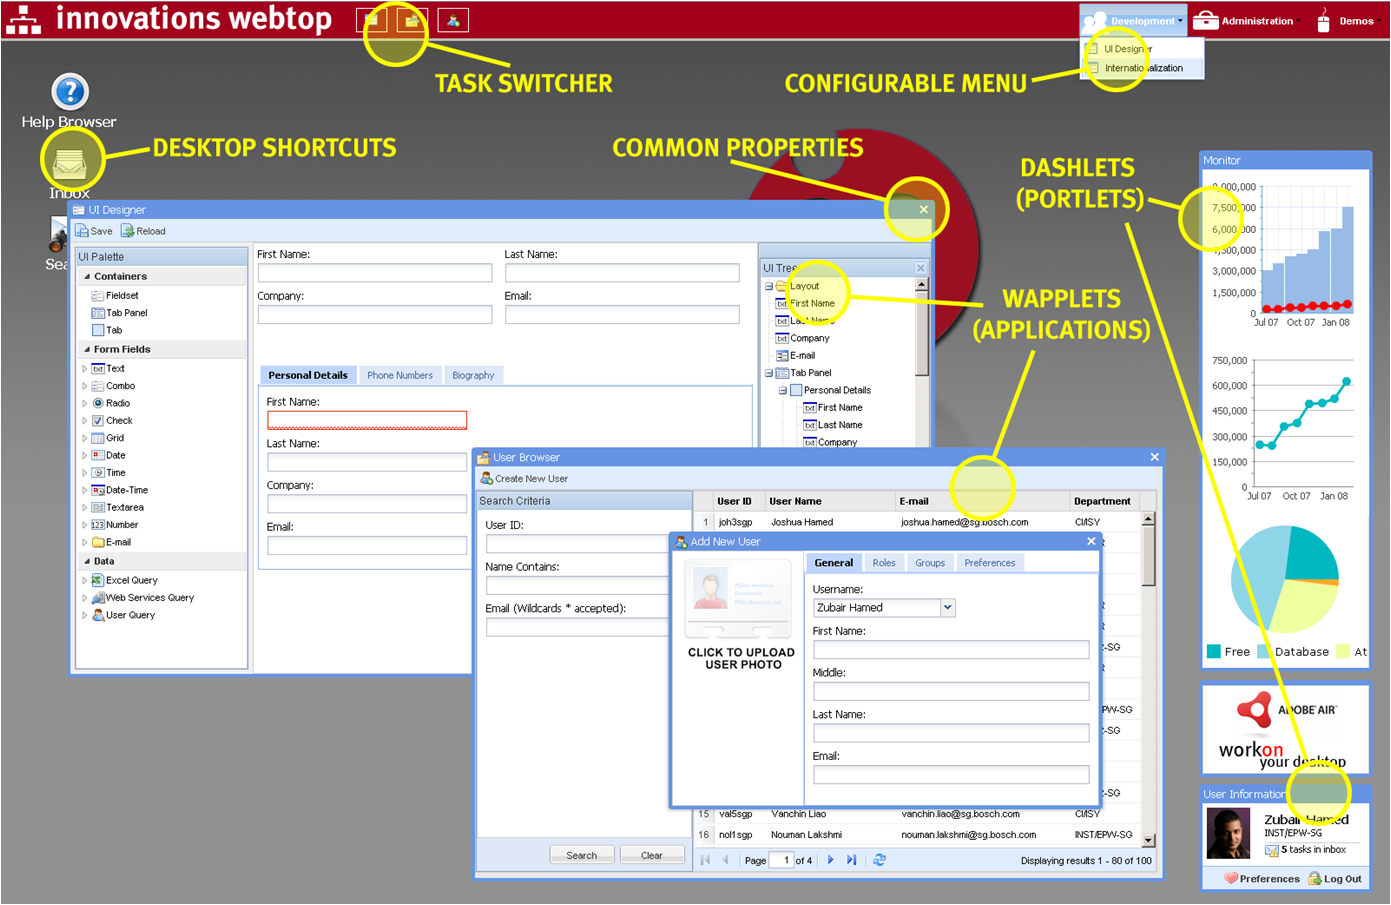 innovations webtop
Development
Administration
Demos
UI Designer
Internationalization
TASK SWITCHER
CONFIGURABLE MENU
Help Browser
DESKTOP SHORTCUTS
COMMON PROPERTIES
DASHLETS
(PORTLETS)
Inbox
WAPPLETS
(APPLICATIONS)
UI Designer
Save Reload
UI Palette
Containers
Fieldset
Tab Panel
Tab
Form Fields
Text
Combo
Radio
Check
Grid
Date
Time
Date-Time
Textarea
Number
E-mail
Data
Excel Query
Web Services Query
User Query
First Name:
Last Name:
Company:
Email:
Personal Details Phone Numbers Biography
First Name:
Last Name:
Company:
Email:
UI Tree
Layout
First Name
Last Name
Company
E-mail
Tab Panel
Personal Details
First Name
Last Name
Company
User Browser
Create New User
Search Criteria
User ID:
Name Contains:
Email (Wildcards * accepted):
Search Clear
User ID User Name E-mail Department
1 joh3sgp Joshua Hamed joshua.hamed@sg.bosch.com CI/ISY
-SG
PW-SG
-SG
-SG
15 val5sgp Vanchin Liao vanchin.liao@sg.bosch.com CI/ISY
16 nol1sgp Nouman Lakshmi nouman.lakshmi@sg.bosch.com INST/EPW-SG
Page 1 of 4
Displaying results 1 - 80 of 100
Add New User
CLICK TO UPLOAD
USER PHOTO
General Roles Groups Preferences
Username:
Zubair Hamed
First Name:
Middle:
Last Name:
Email:
Monitor
9,000,000
7,500,000
6,000,000
4,500,000
3,000,000
1,500,000
0
Jul 07 Oct 07 Jan 08
750,000
600,000
450,000
300,000
150,000
0
Jul 07 Oct 07 Jan 08
Free Database At
ADOBE AIR
workon
your desktop
User Information
Zubair Hamed
INST/EPW-SG
5 tasks in inbox
Preferences Log Out